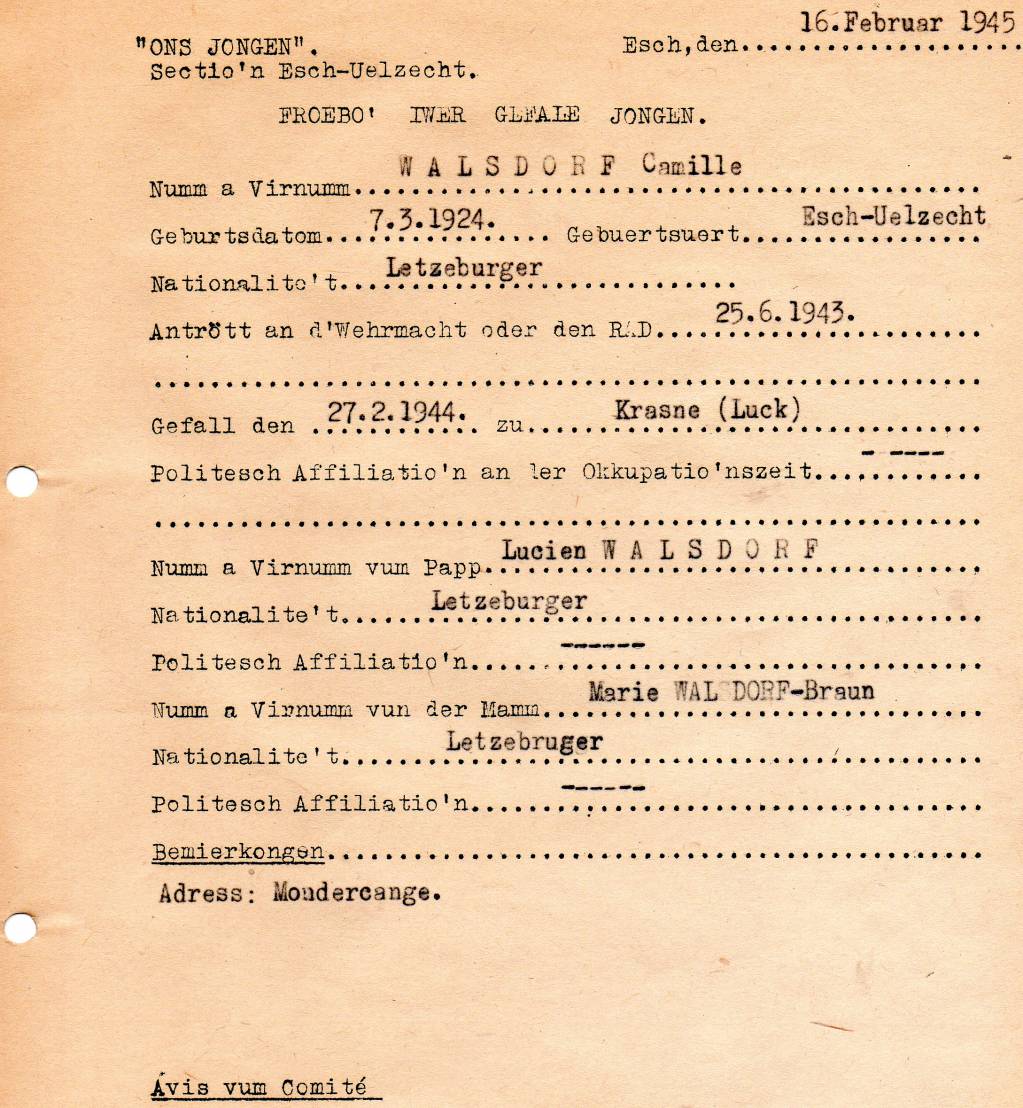 16.Februar 1945
"ONS JONGEN". Esch,den....................
Sectio'n Esch-Uelzecht.
FROEBO' IWER GEFALE JONGEN.
W A L S D O R F Camille
Numm a Virnumm.....................................................
7.3.1924. Esch-Uelzecht
Geburtsdatom................... Gebuertsuert....................
Letzeburger
Nationalite't.................................
25.6.1943.
Antrött an d'Wehrmacht oder den RAD...........................
......................................................................
27.2.1944. Krasne (Luck)
Gefall den .............. zu......................................
- ----
Politesch Affiliatio'n an der Okkupatio'nszeit..............
......................................................................
Lucien W A L S D O R F
Numm a Virnumm vum Papp..........................................
Letzeburger
Nationalite't......................................................
------
Politesch Affiliatio'n...........................................
Marie WAL DORF-Braun
Numm a Virnumm vun der Mamm.....................................
Letzebruger
Nationalite't......................................................
------
Politesch Affiliatio'n...........................................
Bemierkongen.......................................................
Adress: Mondercange.
Avis vum Comité